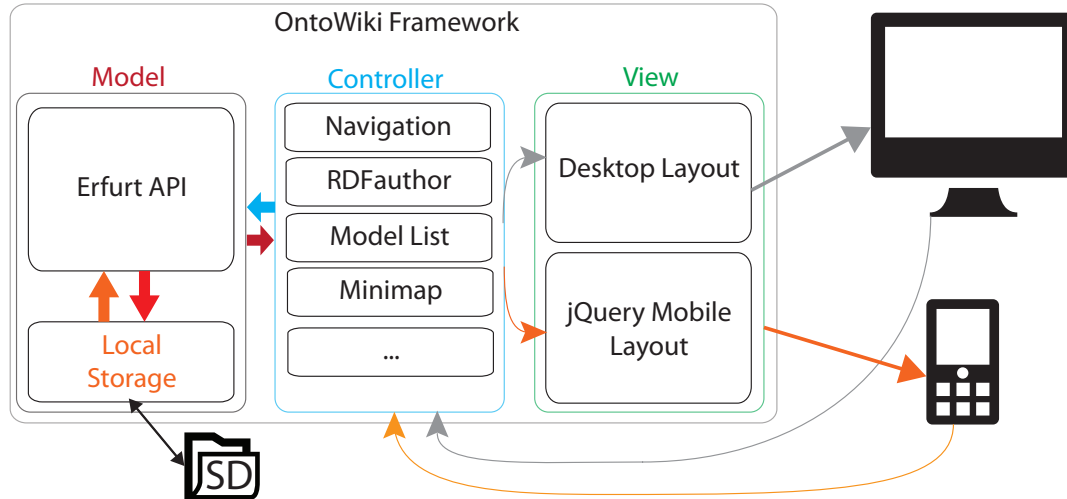 OntoWiki Framework
Model
Controller
View
Erfurt API
Local
Storage
Navigation
RDFauthor
Model List
Minimap
...
Desktop Layout
jQuery Mobile
Layout
SD